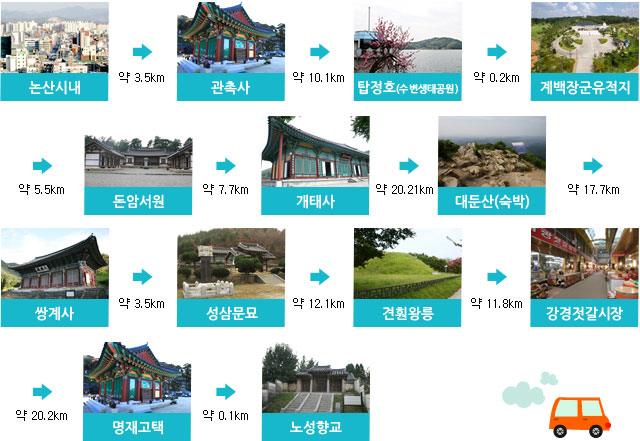 논산시내
약 3.5km
관촉사
약 10.1km
탑정호(수변생태공원)
약 0.2km
계백장군유적지
약 5.5km
돈암서원
약 7.7km
개태사
약 20.21km
대둔산(숙박)
약 17.7km
쌍계사
약 3.5km
성삼문묘
약 12.1km
견훤왕릉
약 11.8km
강경젓갈시장
약 20.2km
명재고택
약 0.1km
노성향교